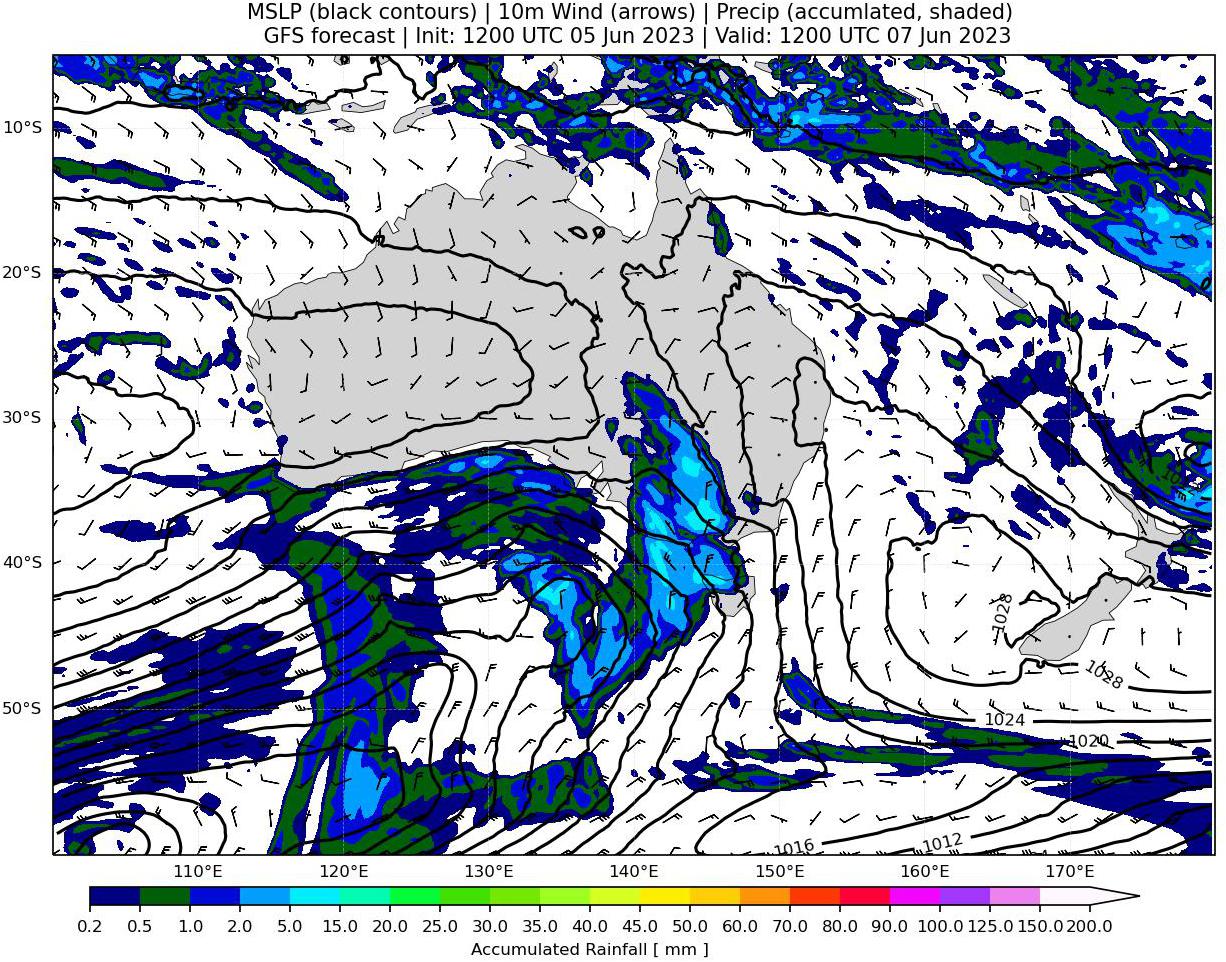 MSLP (black contours) | 10m Wind (arrows) | Precip (accumlated, shaded)
GFS forecast | Init: 1200 UTC 05 Jun 2023 | Valid: 1200 UTC 07 Jun 2023
10°S
20°S
30°S
40°S
1028
1028
50°S
1024
1020
1016
1012
110°E 120°E 130°E 140°E 150°E 160°E 170°E
0.2 0.5 1.0 2.0 5.0 10.0 15.0 20.0 25.0 30.0 35.0 40.0 45.0 50.0 60.0 70.0 80.0 90.0 100.0 125.0 150.0 200.0
Accumulated Rainfall [ mm ]